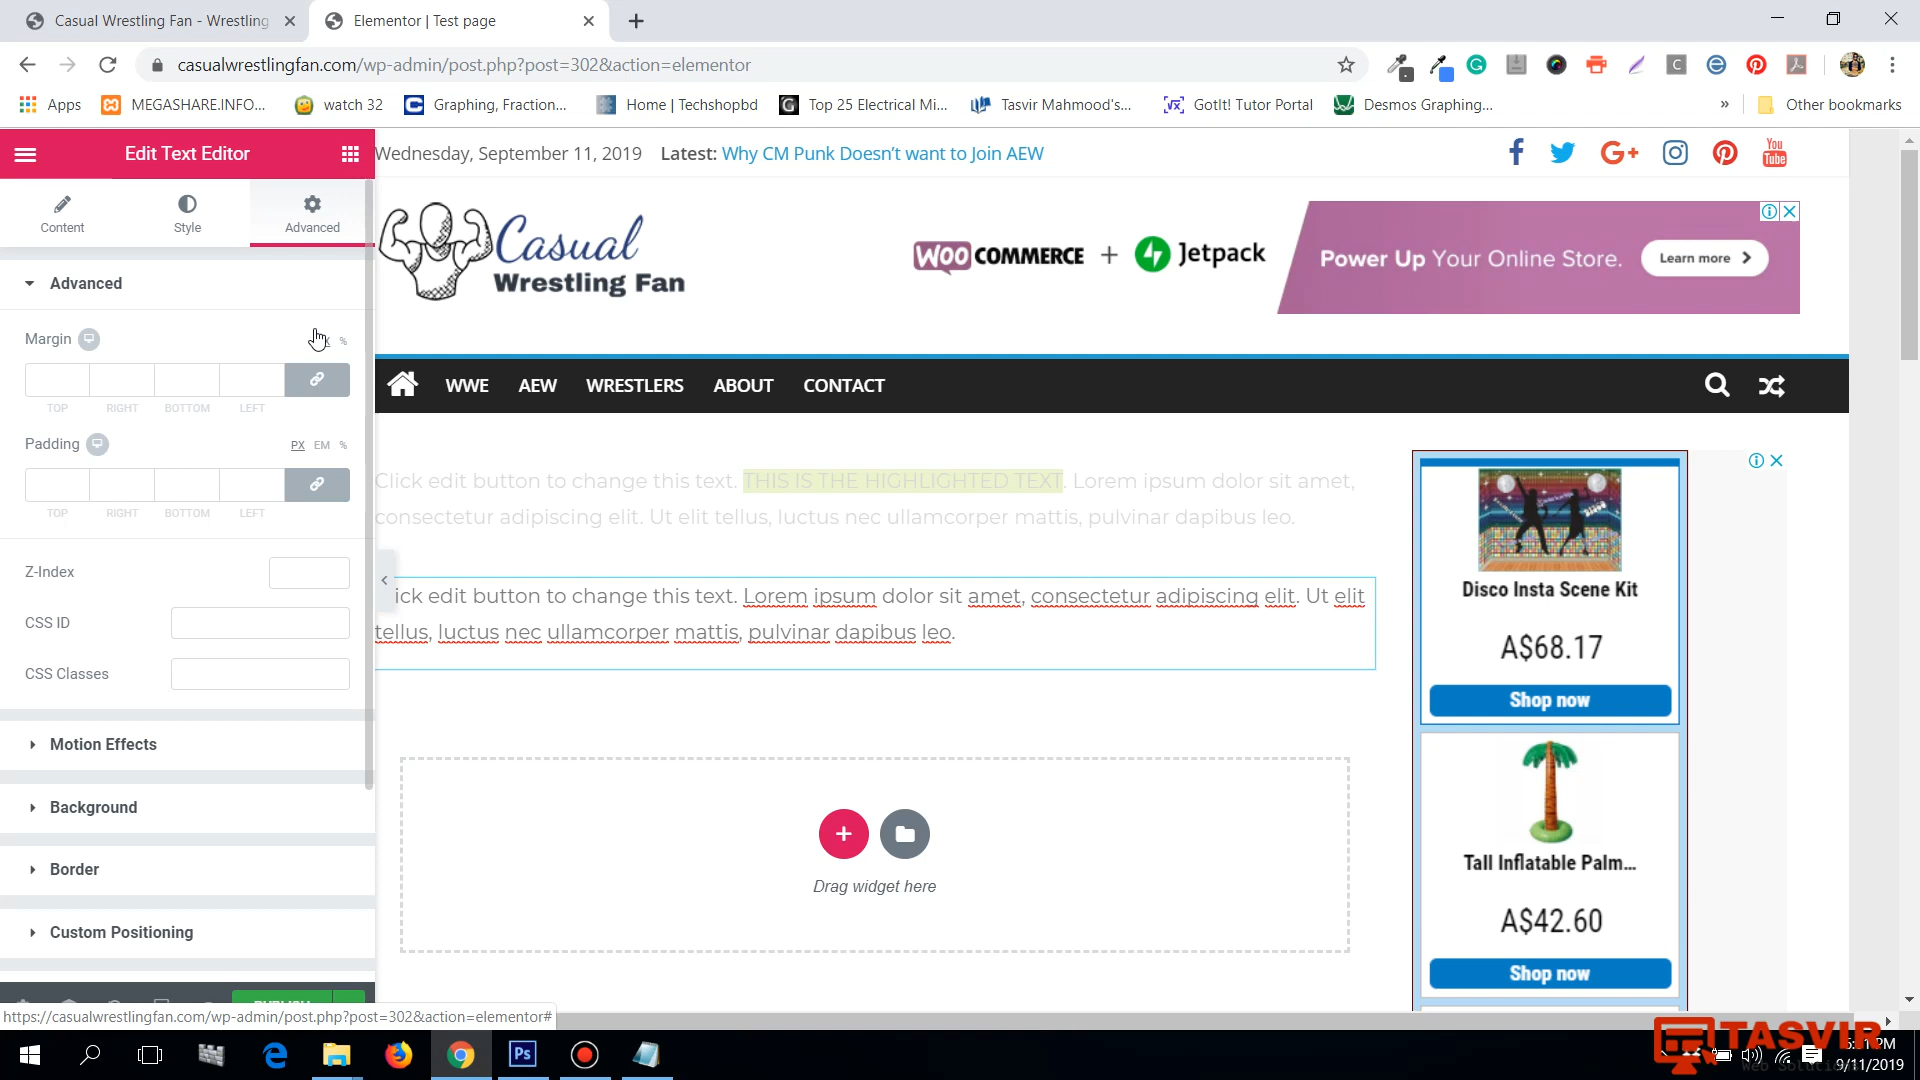 Casual Wrestling Fan - Wrestling
Elementor | Test page
casualwrestlingfan.com/wp-admin/post.php?post=302&action=elementor
Apps
MEGASHARE.INFO...
watch 32
Graphing, Fraction...
Home | Techshopbd
Top 25 Electrical Mi...
Tasvir Mahmood's...
GotIt! Tutor Portal
Desmos Graphing,...
» Other bookmarks
Edit Text Editor
Wednesday, September 11, 2019 Latest: Why CM Punk Doesn't want to Join AEW
You Tube
Content
Style
Advanced
Casual
Wrestling Fan
WOO COMMERCE + Jetpack
Power Up Your Online Store.
Learn more
Advanced
Margin
%
TOP RIGHT BOTTOM LEFT
WWE AEW WRESTLERS ABOUT CONTACT
Padding
PX EM %
TOP RIGHT BOTTOM LEFT
Click edit button to change this text. THIS IS THE HIGHLIGHTED TEXT. Lorem ipsum dolor sit amet,
consectetur adipiscing elit. Ut elit tellus, luctus nec ullamcorper mattis, pulvinar dapibus leo.
Z-Index
CSS ID
CSS Classes
ick edit button to change this text. Lorem ipsum dolor sit amet, consectetur adipiscing elit. Ut elit
tellus, luctus nec ullamcorper mattis, pulvinar dapibus leo.
Disco Insta Scene Kit
A$68.17
Shop now
Motion Effects
Background
Border
Custom Positioning
Drag widget here
Tall Inflatable Palm...
A$42.60
Shop now
PUBLISH
https://casualwrestlingfan.com/wp-admin/post.php?post=302&action=elementor#
Ps
TASVIR
PM
9/11/2019